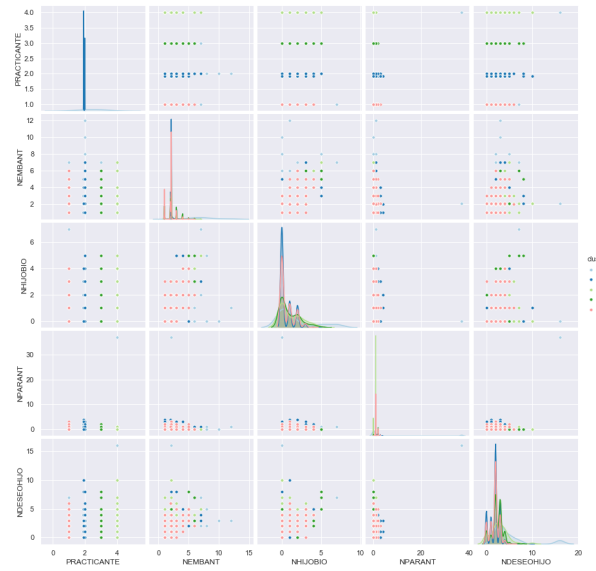 PRACTICANTE
4.0
3.5
3.0
2.5
2.0
1.5
1.0
NEMBANT
12
10
8
6
4
2
NHIJOBIO
6
4
2
0
du
NPARANT
30
20
10
0
NDESEOHIJO
15
10
5
0
0 2 4
0 5 10 15
0 5 10
0 20 40
0 10 20
PRACTICANTE NEMBANT NHIJOBIO NPARANT NDESEOHIJO